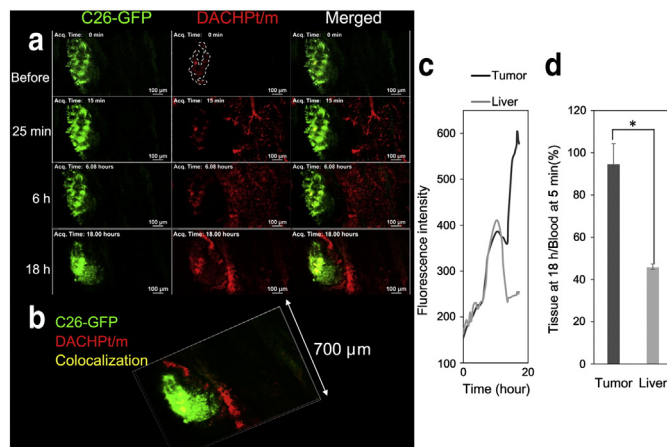 C26-GFP DACHPt/m Merged
a
Before
Acq. Time: 0 min
Acq. Time: 0 min
Acq. Time: 0 min
100 µm
100 µm
100 µm
25 min
Acq. Time: 15 min
Acq. Time: 15 min
Acq. Time: 15 min
100 µm
100 µm
100 µm
6 h
Acq. Time: 6.08 hours
Acq. Time: 6.08 hours
Acq. Time: 6.08 hours
100 µm
100 µm
100 µm
18 h
Acq. Time: 18.00 hours
Acq. Time: 18.00 hours
Acq. Time: 18.00 hours
100 µm
100 µm
100 µm
b
C26-GFP
DACHPt/m
Colocalization
700 µm
c
Tumor
Liver
Fluorescence intensity
600
500
400
300
200
100
0 20
Time (hour)
d
Tissue at 18 h/Blood at 5 min(%)
120
100
80
60
40
20
0
*
Tumor Liver